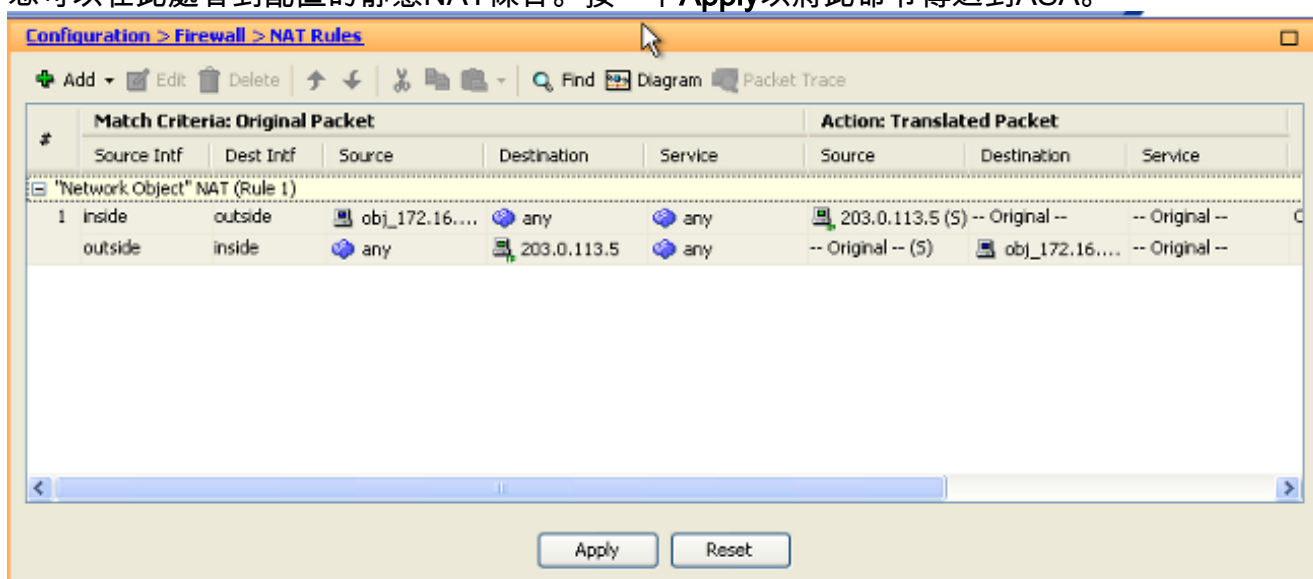 Configuration > Firewall > NAT Rules
Add Edit Delete Find Diagram Packet Trace
# Match Criteria: Original Packet Action: Translated Packet
Source Intf Dest Intf Source Destination Service Source Destination Service
"Network Object" NAT (Rule 1)
1 inside outside obj_172.16.... any any 203.0.113.5 (S) -- Original -- -- Original --
outside inside any 203.0.113.5 any -- Original -- (S) obj_172.16.... -- Original --
Apply Reset